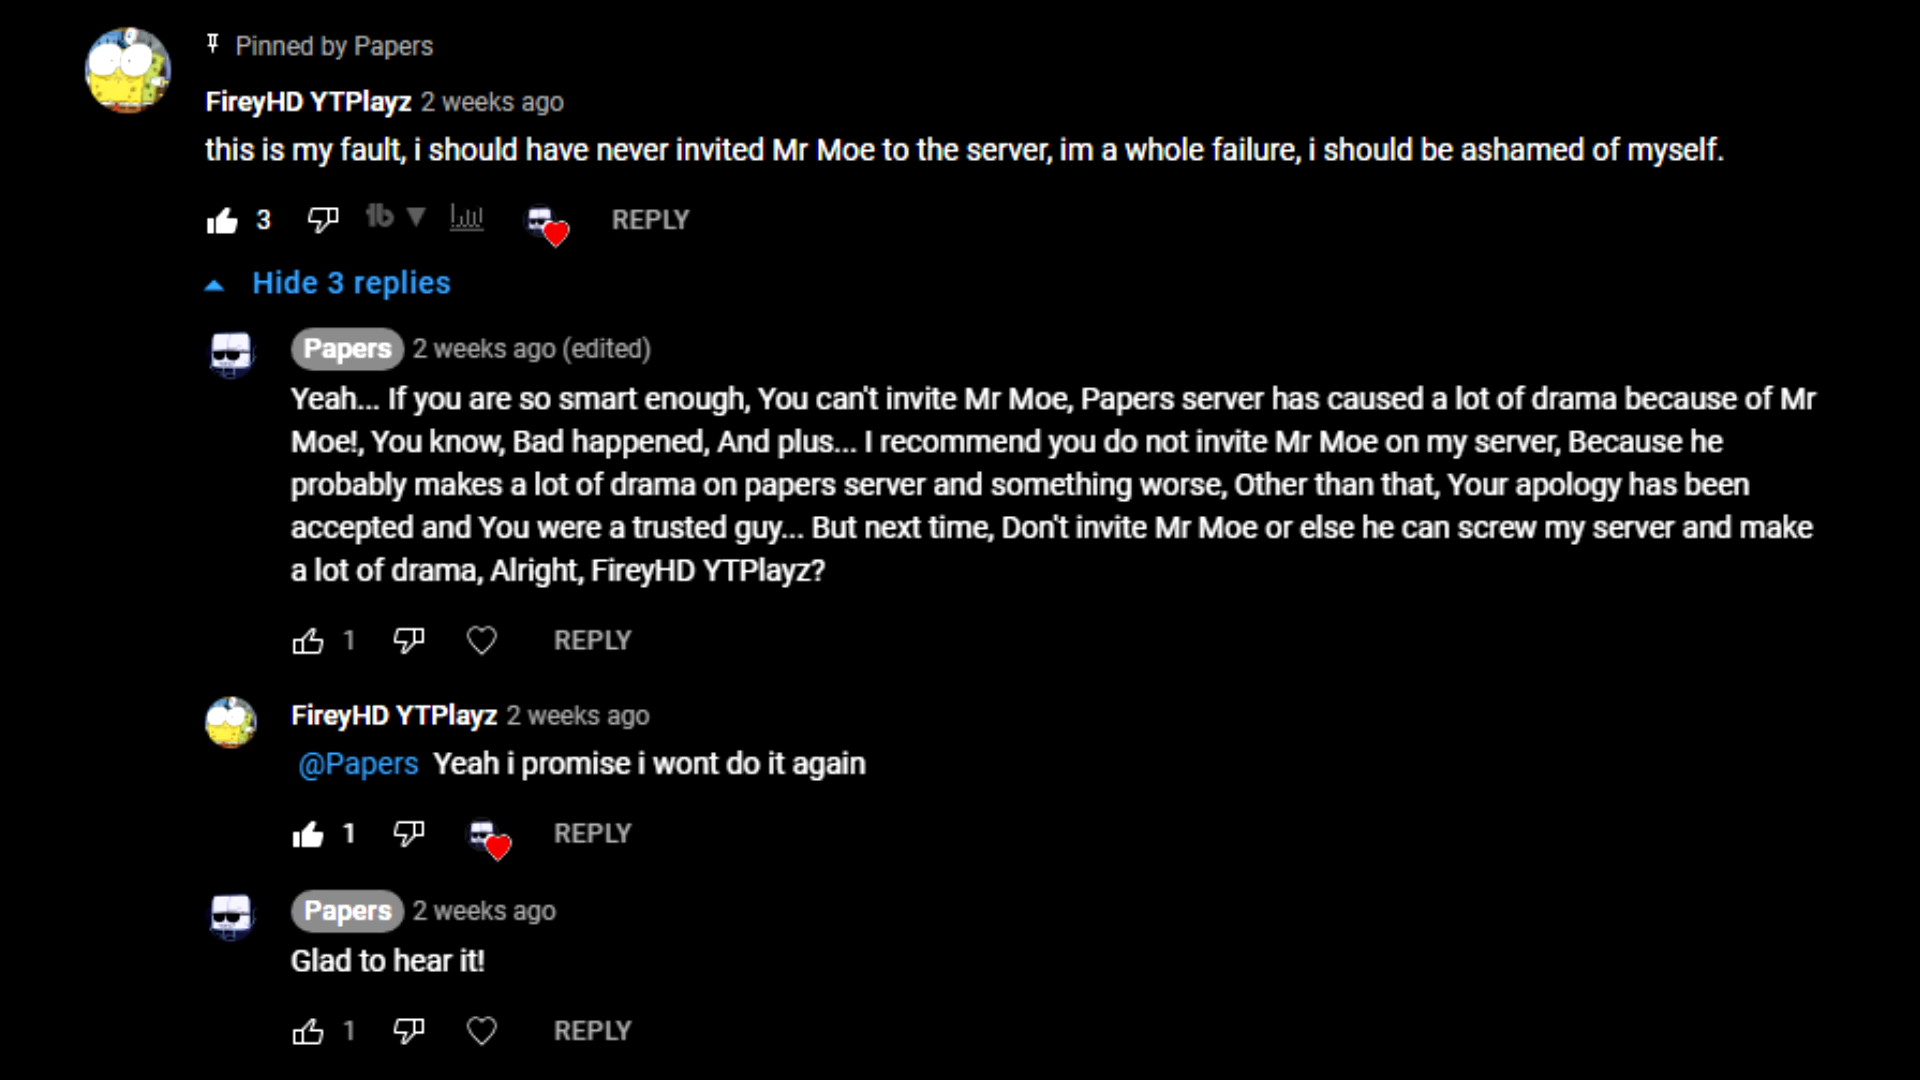 Pinned by Papers
FireyHD YTPlayz 2 weeks ago
this is my fault, i should have never invited Mr Moe to the server, im a whole failure, i should be ashamed of myself.
3 tb REPLY
Hide 3 replies
Papers 2 weeks ago (edited)
Yeah... If you are so smart enough, You can't invite Mr Moe, Papers server has caused a lot of drama because of Mr
Moe!, You know, Bad happened, And plus... I recommend you do not invite Mr Moe on my server, Because he
probably makes a lot of drama on papers server and something worse, Other than that, Your apology has been
accepted and You were a trusted guy... But next time, Don't invite Mr Moe or else he can screw my server and make
a lot of drama, Alright, FireyHD YTPlayz?
1 REPLY
FireyHD YTPlayz 2 weeks ago
@Papers Yeah i promise i wont do it again
1 REPLY
Papers 2 weeks ago
Glad to hear it!
1 REPLY